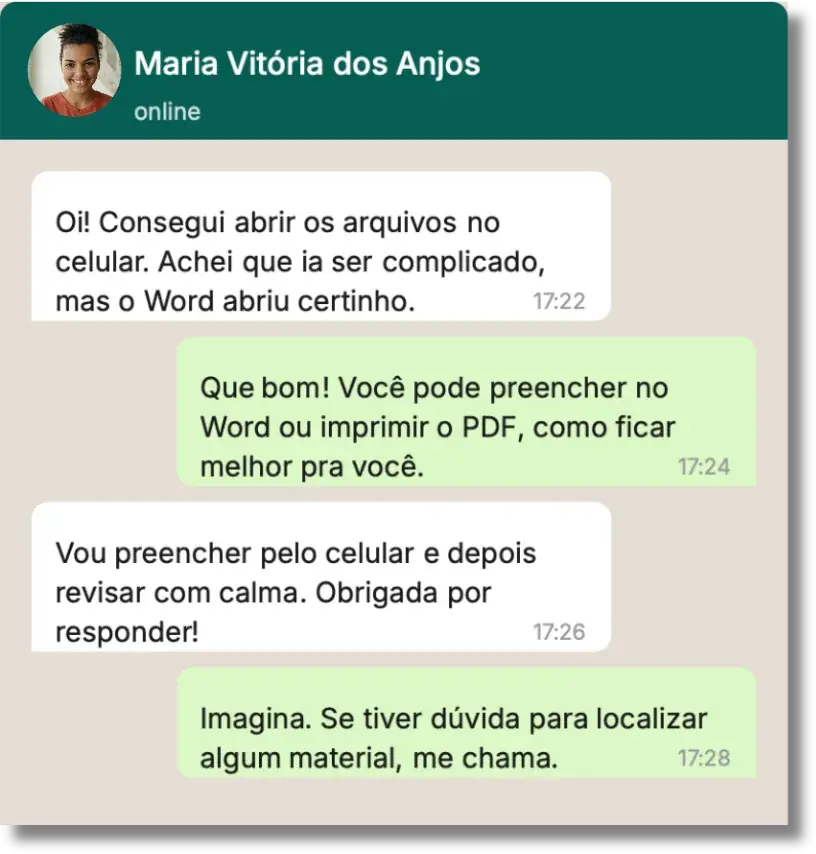 Maria Vitória dos Anjos
online
Oi! Consegui abrir os arquivos no
celular. Achei que ia ser complicado,
mas o Word abriu certinho.
17:22
Que bom! Você pode preencher no
Word ou imprimir o PDF, como ficar
melhor pra você.
17:24
Vou preencher pelo celular e depois
revisar com calma. Obrigada por
responder!
17:26
Imagina. Se tiver dúvida para localizar
algum material, me chama.
17:28